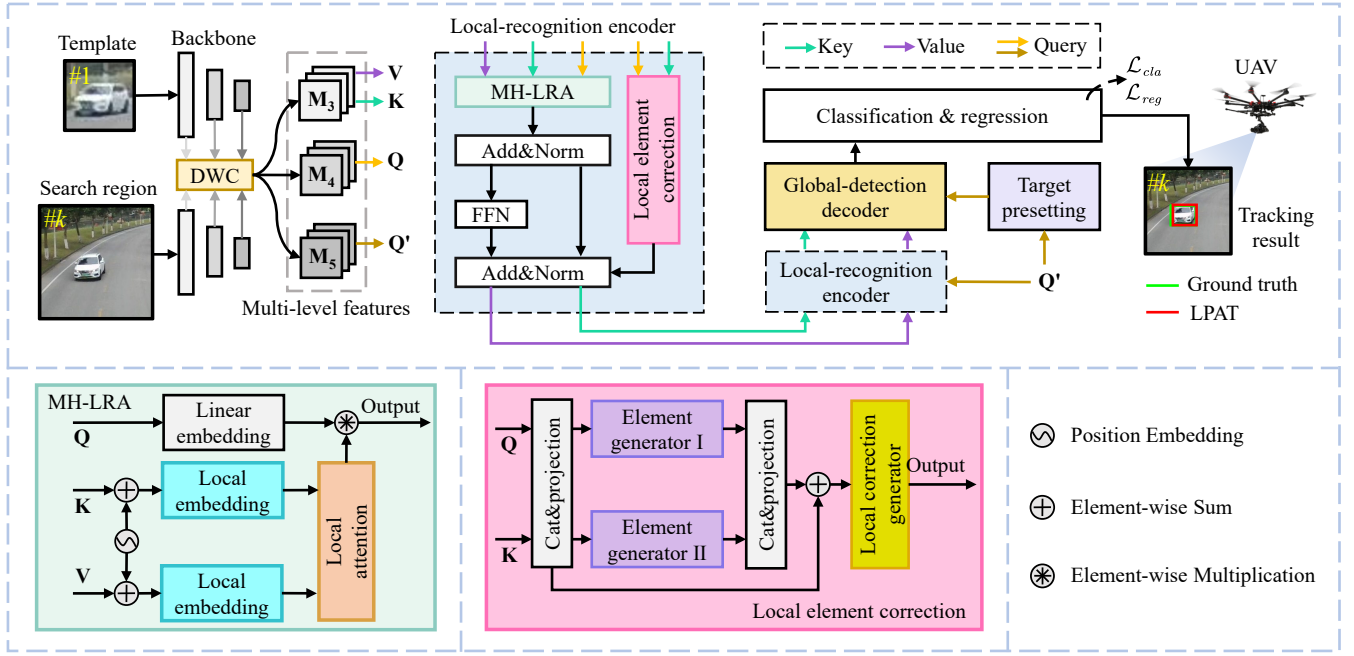 Template
#1
Backbone
Search region
#k
DWC
M3
M4
M5
V
K
Q
Q'
Multi-level features
Local-recognition encoder
MH-LRA
Add&Norm
FFN
Add&Norm
Local element
correction
Key
Value
Query
Classification & regression
ℒcla
ℒreg
UAV
Global-detection
decoder
Target
presetting
Local-recognition
encoder
Q'
#k
Tracking
result
Ground truth
LPAT
MH-LRA
Q
Linear
embedding
Output
K
Local
embedding
V
Local
embedding
Local
attention
Q
K
Cat&projection
Element
generator I
Element
generator II
Cat&projection
Local correction
generator
Output
Local element correction
Position Embedding
Element-wise Sum
Element-wise Multiplication